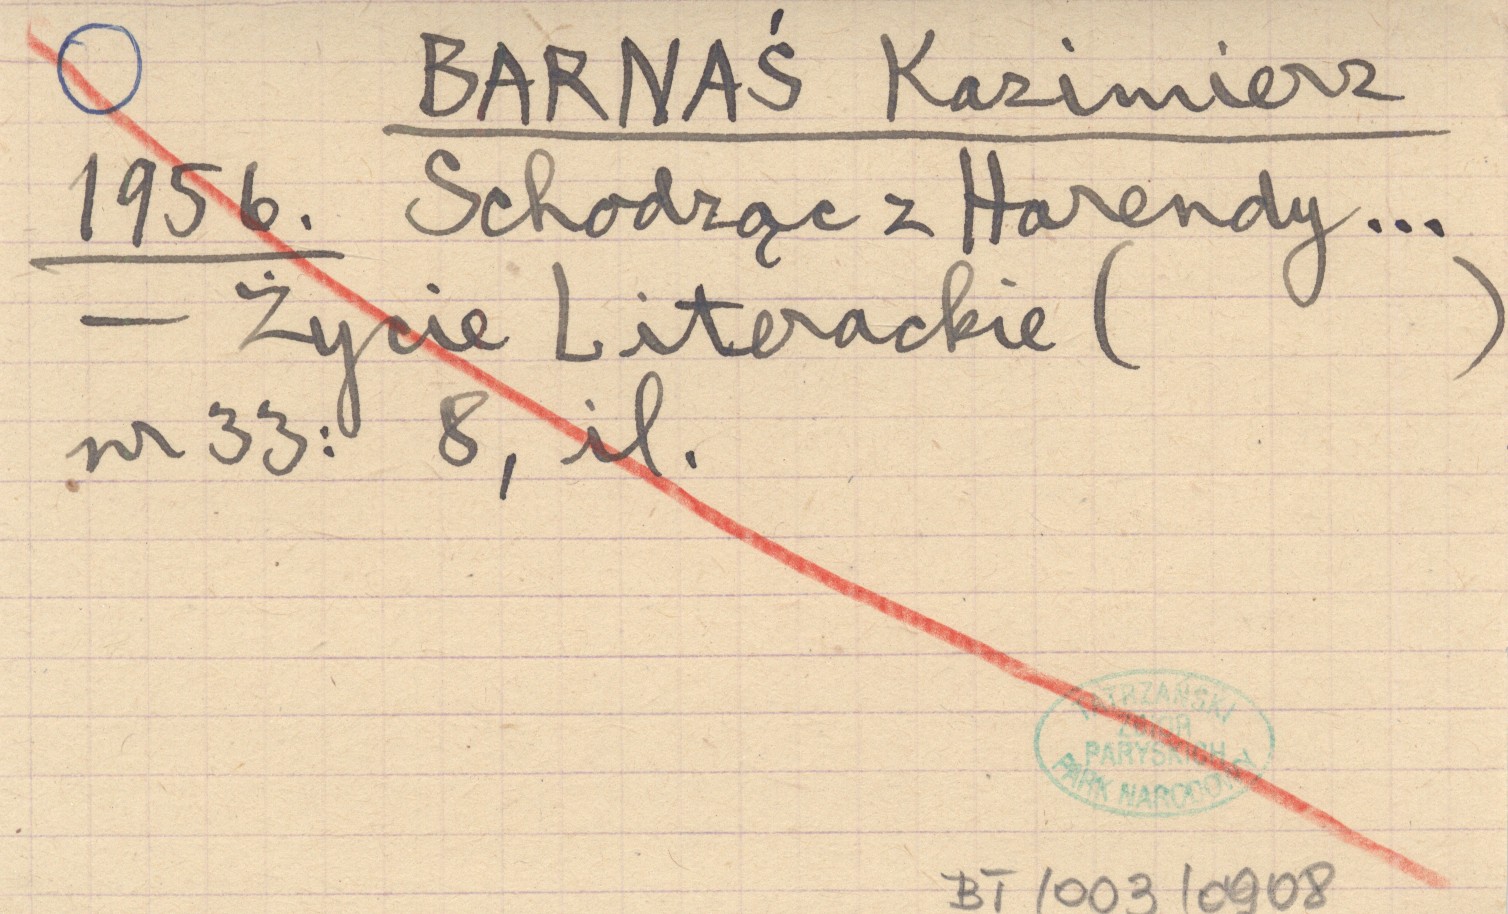 BARNAŚ Kazimierz
1956. Schodząc z Harendy...
— Życie Literackie ( )
nr 33: 8, il.
TATRZAŃSKI
ZBIÓR
PARYSKICH
PARK NARODOWY
BT /003/0908